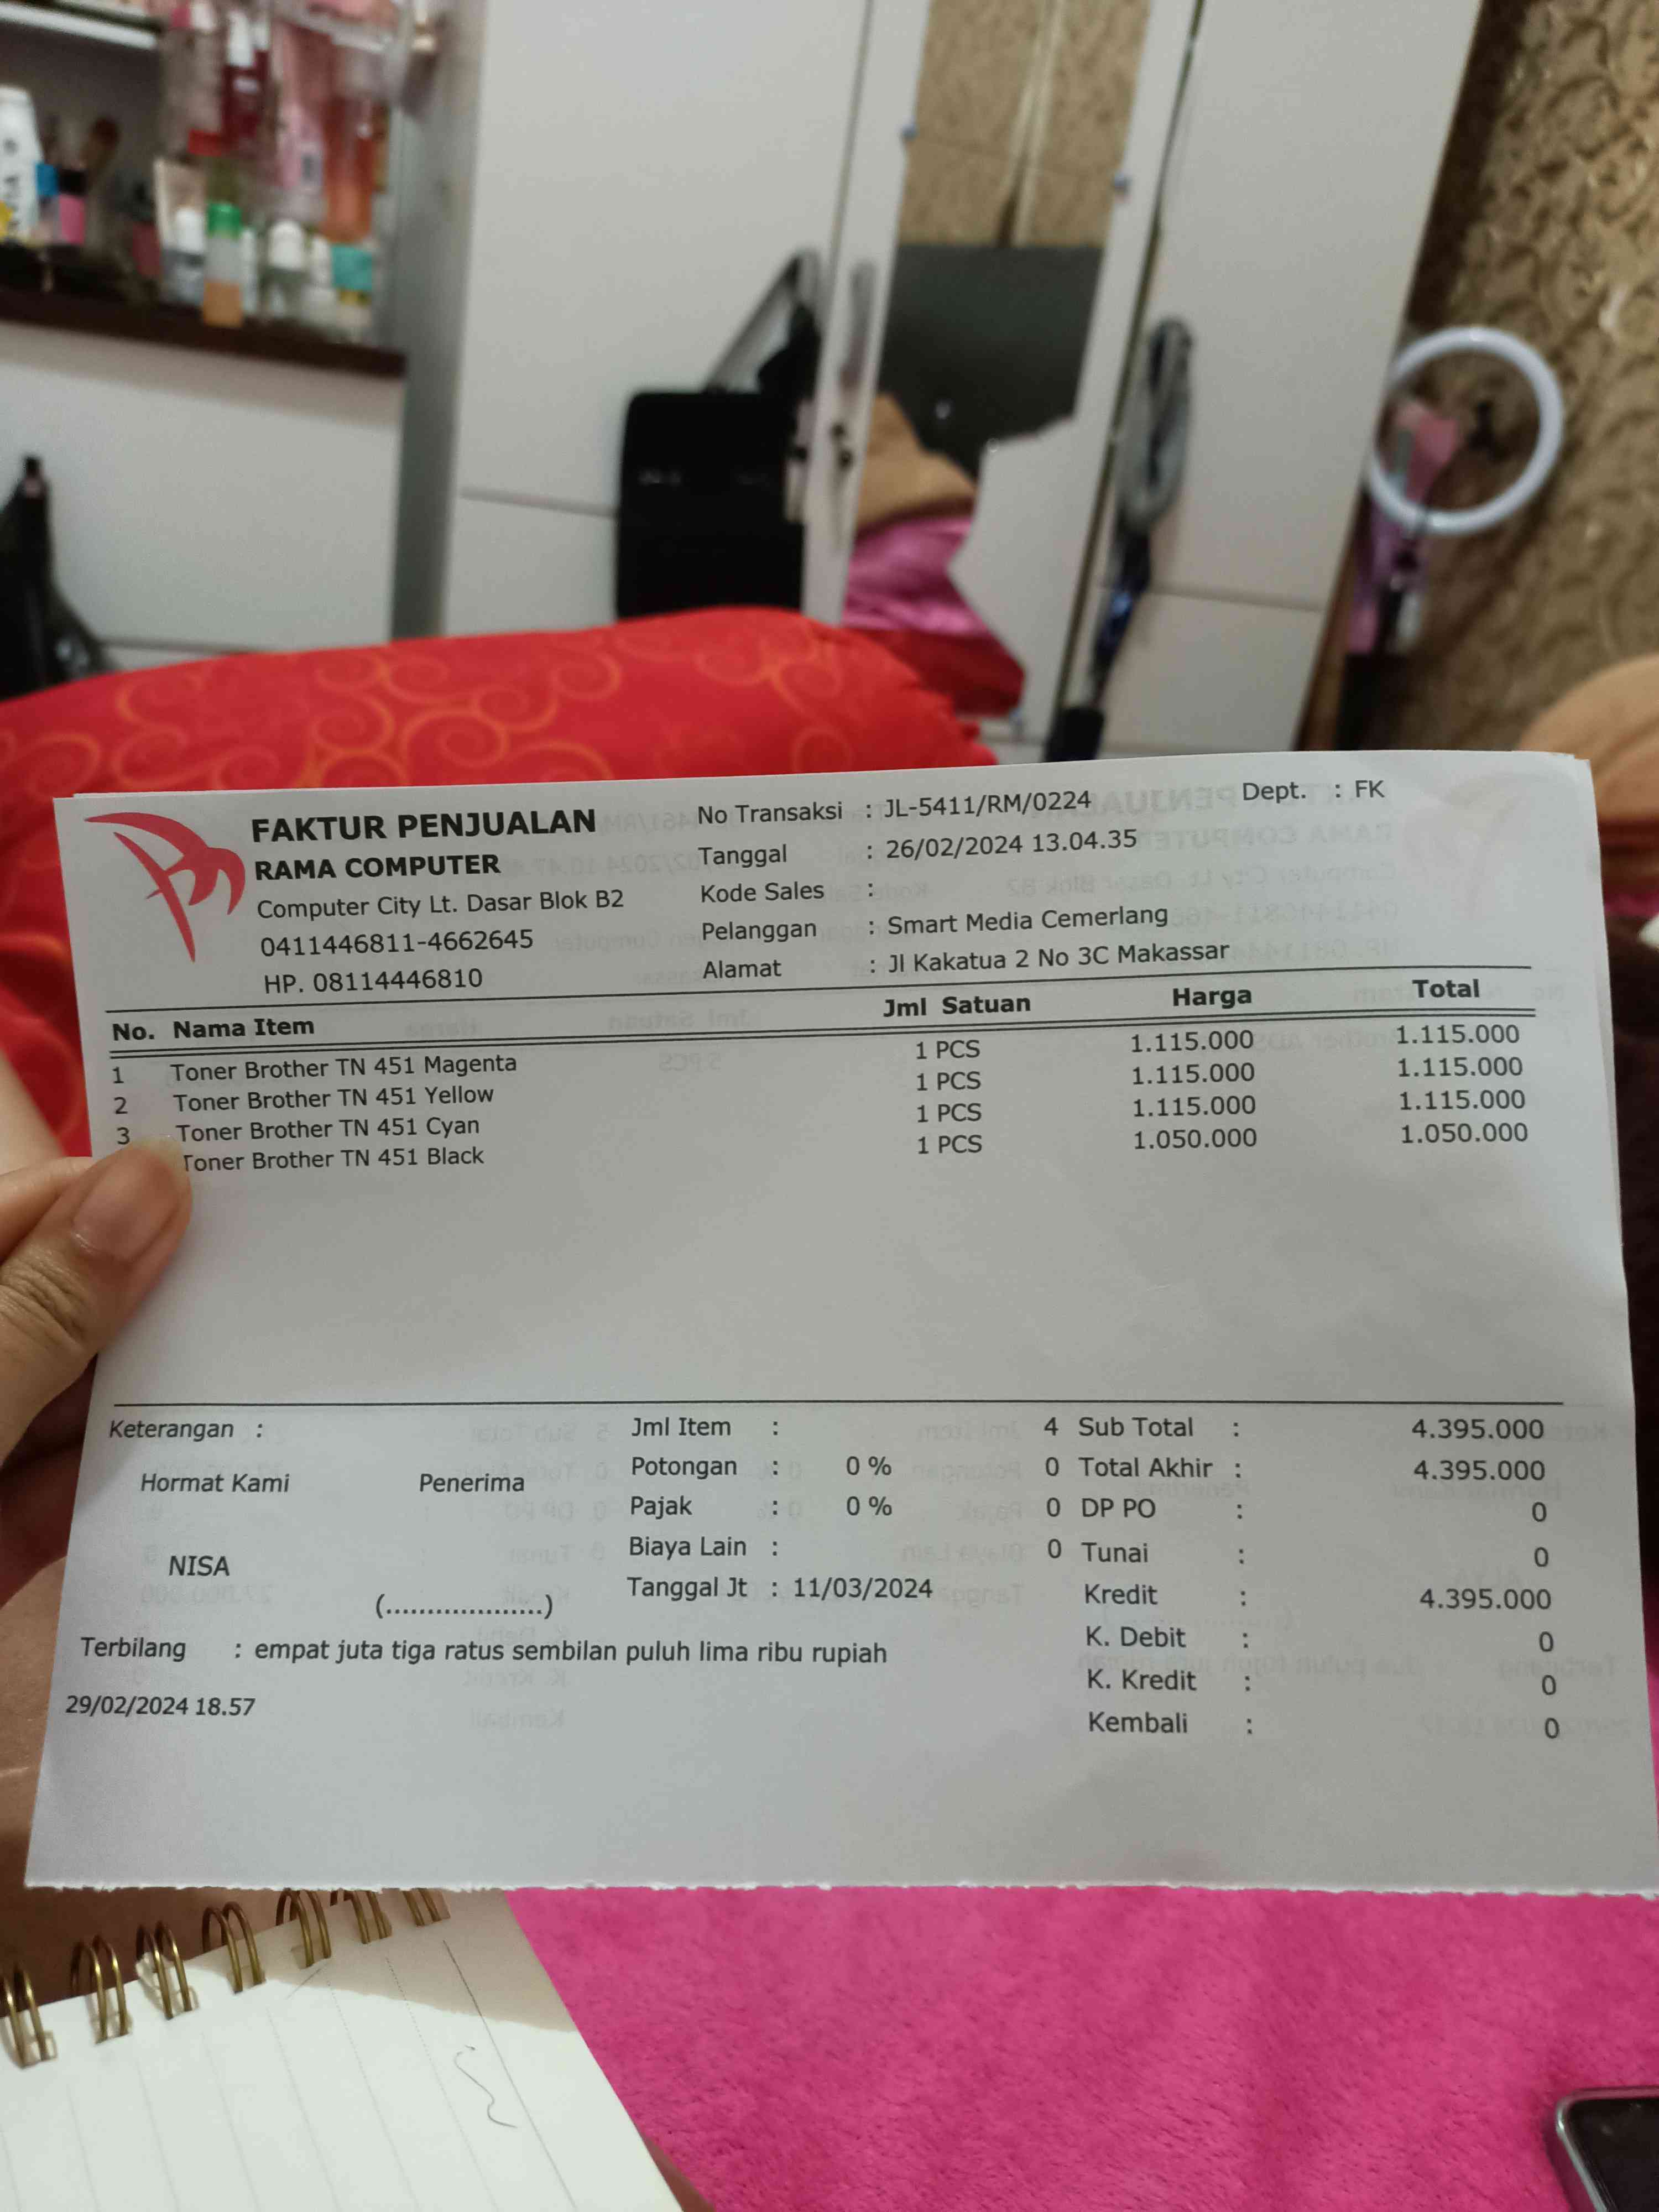 FAKTUR PENJUALAN
RAMA COMPUTER
Computer City Lt. Dasar Blok B2
0411446811-4662645
HP. 08114446810
No Transaksi : JL-5411/RM/0224
Dept. : FK
Tanggal : 26/02/2024 13.04.35
Kode Sales :
Pelanggan : Smart Media Cemerlang
Alamat : Jl Kakatua 2 No 3C Makassar
No. Nama Item Jml Satuan Harga Total
1 Toner Brother TN 451 Magenta 1 PCS 1.115.000 1.115.000
2 Toner Brother TN 451 Yellow 1 PCS 1.115.000 1.115.000
3 Toner Brother TN 451 Cyan 1 PCS 1.115.000 1.115.000
Toner Brother TN 451 Black 1 PCS 1.050.000 1.050.000
Keterangan :
Hormat Kami Penerima
NISA
(...................)
Jml Item : 4
Potongan : 0 % 0
Pajak : 0 % 0
Biaya Lain : 0
Tanggal Jt : 11/03/2024
Sub Total : 4.395.000
Total Akhir : 4.395.000
DP PO : 0
Tunai : 0
Kredit : 4.395.000
K. Debit : 0
K. Kredit : 0
Kembali : 0
Terbilang : empat juta tiga ratus sembilan puluh lima ribu rupiah
29/02/2024 18.57